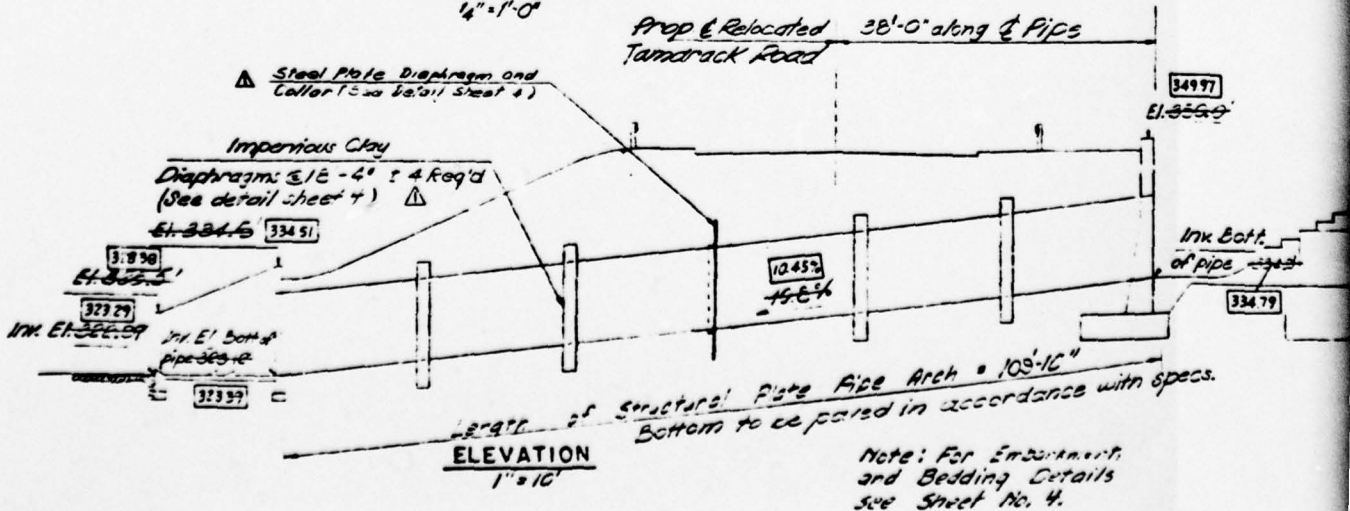 1/4" = 1'-0"
Prop ℄ Relocated
Tamarack Road
38'-0" along ℄ Pipe
Steel Plate Diaphragm and
Collar (See Detail Sheet 4)
349.97
El.
Impervious Clay
Diaphragms
4 Req'd
(See detail sheet 4)
El. 334.5'
334.51
El.
323.29
Inv. El.
Inv. El. Bott of
pipe
323.39
10.45%
Inv. Bott.
of pipe
334.79
Length of Structural Plate Pipe Arch = 109'-10"
Bottom to be paved in accordance with specs.
ELEVATION
1" = 10'
Note: For Embankment
and Bedding Details
see Sheet No. 4.